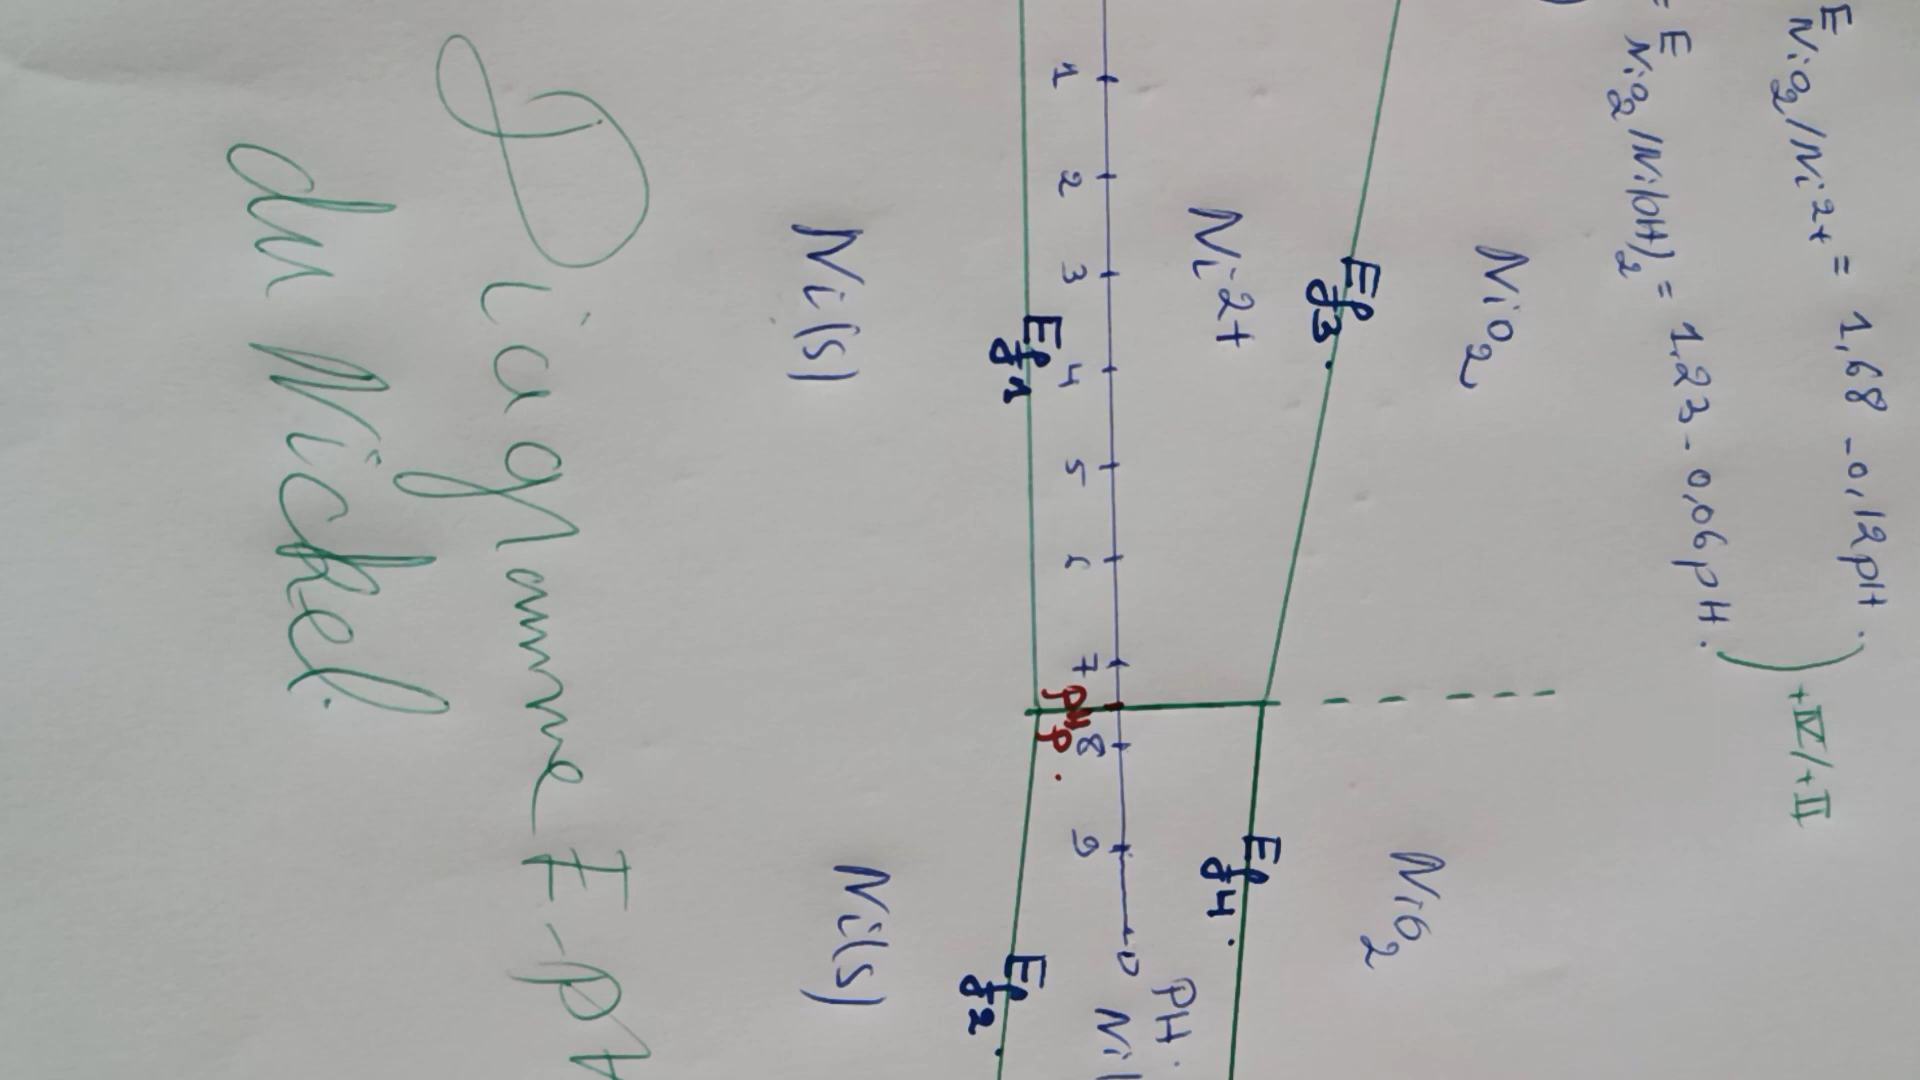 E NiO2/Ni2+ = 1,68 - 0,12pH.
= E NiO2/Ni(OH)2 = 1,23 - 0,06pH.
) +IV/+II
NiO2
NiO2
Ef3.
Ef4.
Ni2+
pH.
1 2 3 4 5 6 7 8 9 10
pHp.
Ef1
Ef2.
Ni(s)
Ni(s)
Diagramme E-pH
du Nickel.